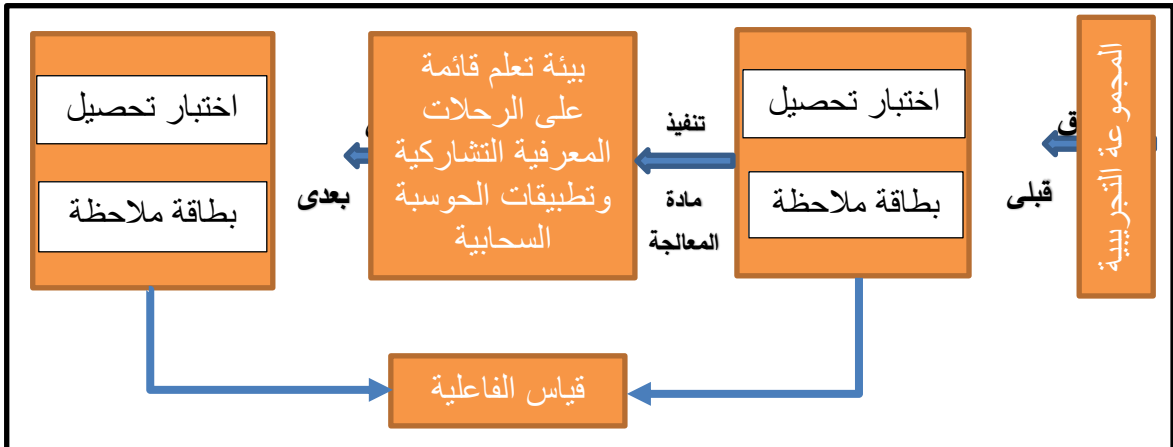 المجموعة التجريبية
قبلى
اختبار تحصيل
بطاقة ملاحظة
تنفيذ
مادة
المعالجة
بيئة تعلم قائمة
على الرحلات
المعرفية التشاركية
وتطبيقات الحوسبة
السحابية
بعدى
اختبار تحصيل
بطاقة ملاحظة
قياس الفاعلية